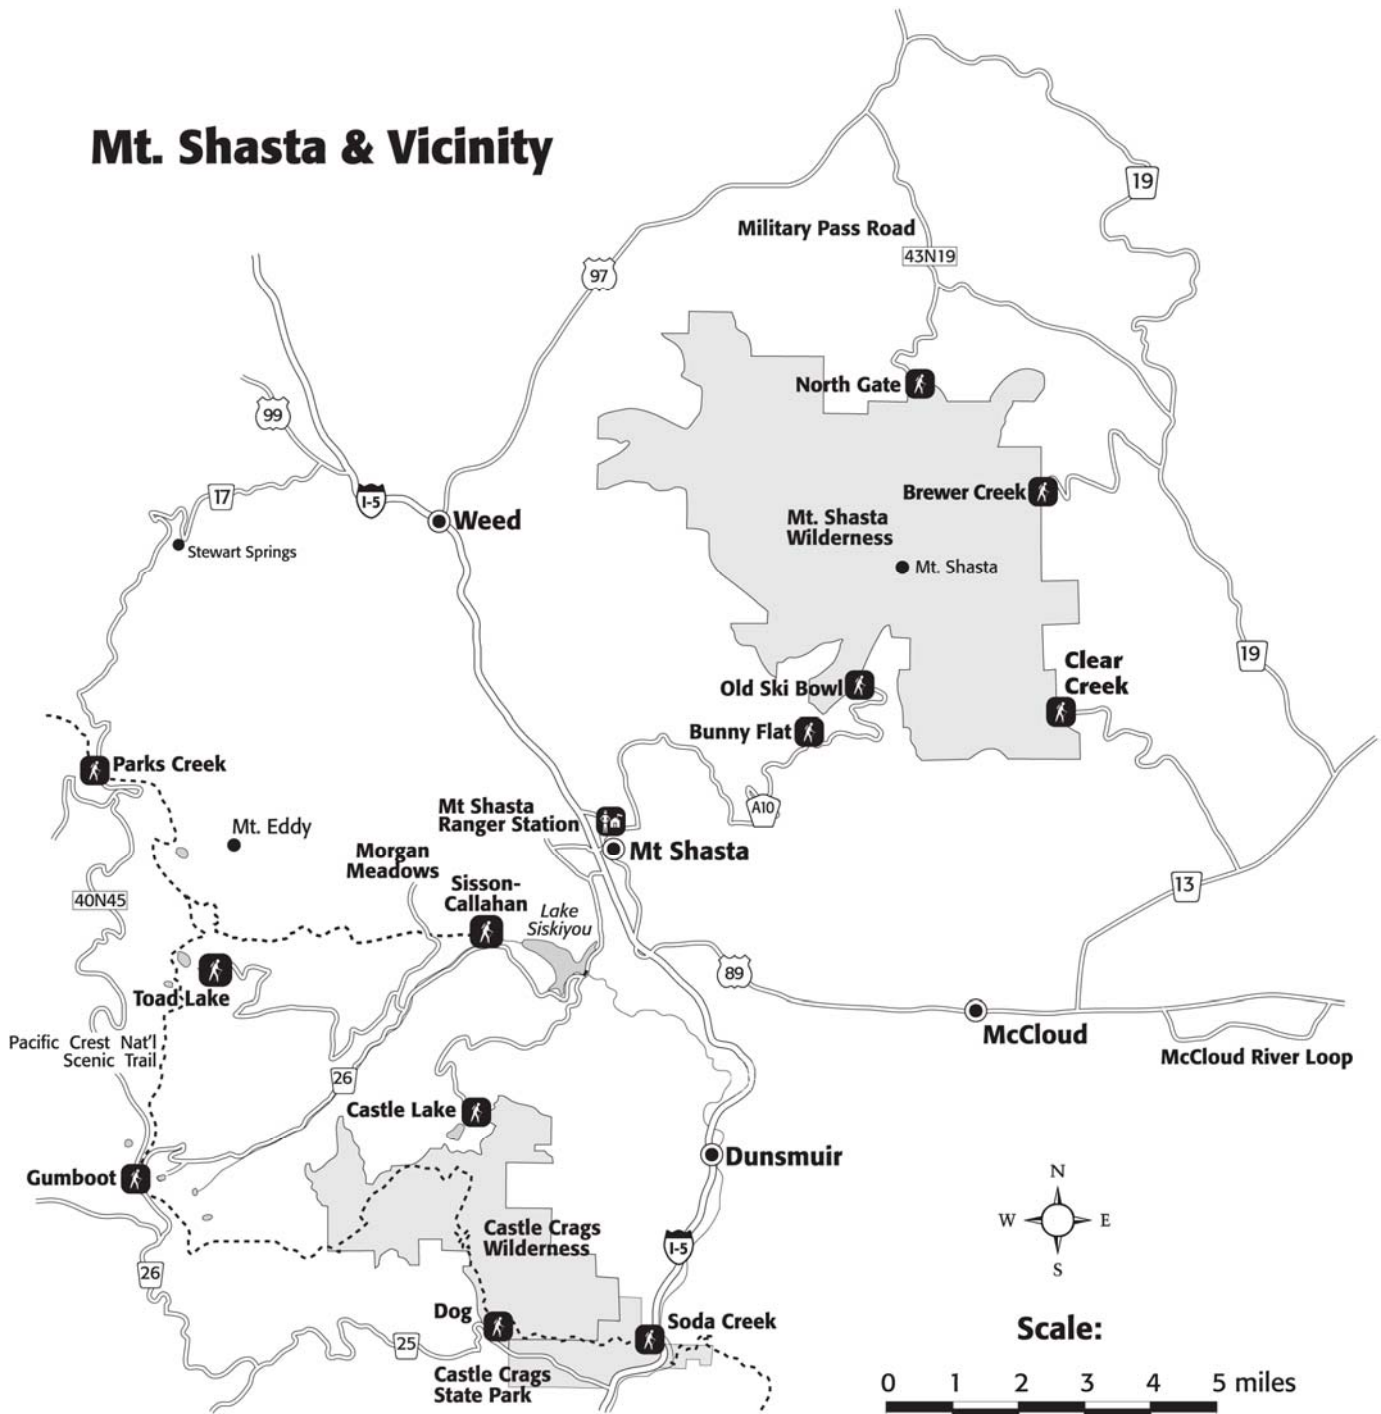 Mt. Shasta & Vicinity
19
Military Pass Road
43N19
97
North Gate
99
17
I-5
Weed
Brewer Creek
Mt. Shasta
Wilderness
Stewart Springs
Mt. Shasta
19
Clear
Creek
Old Ski Bowl
Bunny Flat
Parks Creek
A10
Mt Shasta
Ranger Station
Mt. Eddy
Mt Shasta
Morgan
Meadows
Sisson-
Callahan
13
40N45
Lake
Siskiyou
89
Toad Lake
McCloud
Pacific Crest Nat'l
Scenic Trail
McCloud River Loop
26
Castle Lake
Dunsmuir
Gumboot
N
W
E
S
Castle Crags
Wilderness
I-5
26
Dog
Soda Creek
25
Scale:
Castle Crags
State Park
0 1 2 3 4 5 miles